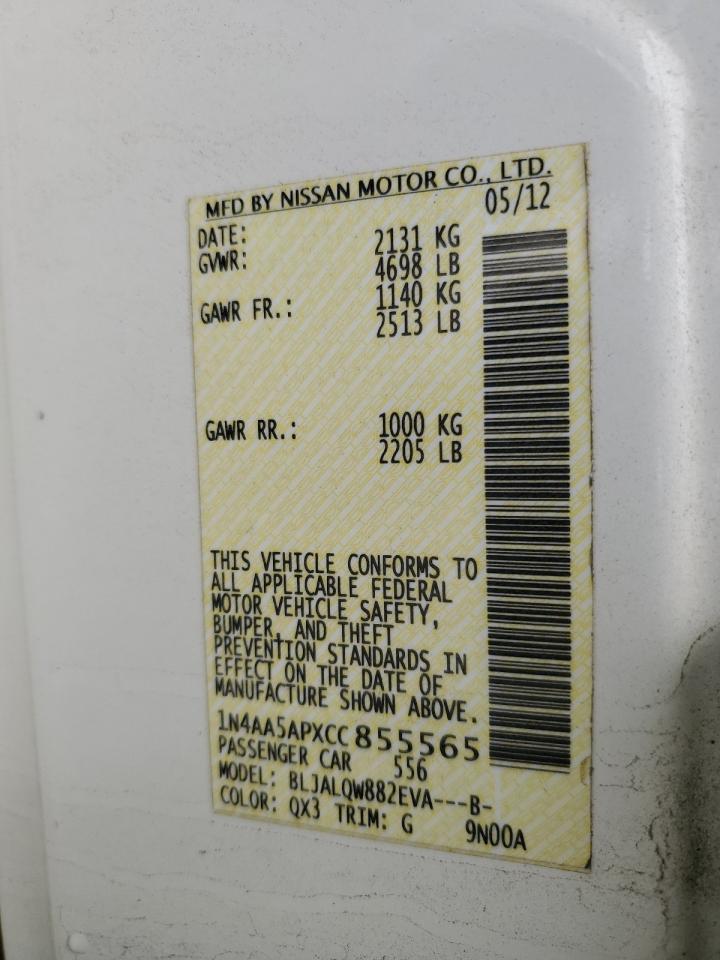 MFD BY NISSAN MOTOR CO., LTD.
DATE: 05/12
GVWR: 2131 KG
4698 LB
GAWR FR.: 1140 KG
2513 LB
GAWR RR.: 1000 KG
2205 LB
THIS VEHICLE CONFORMS TO
ALL APPLICABLE FEDERAL
MOTOR VEHICLE SAFETY,
BUMPER, AND THEFT
PREVENTION STANDARDS IN
EFFECT ON THE DATE OF
MANUFACTURE SHOWN ABOVE.
1N4AA5APXCC855565
PASSENGER CAR 556
MODEL: BLJALQW882EVA---B-
COLOR: QX3 TRIM: G 9N00A